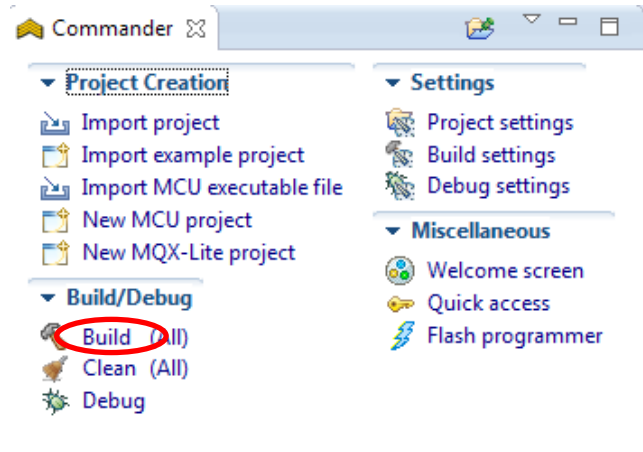 Commander
Project Creation
Import project
Import example project
Import MCU executable file
New MCU project
New MQX-Lite project
Build/Debug
Build (All)
Clean (All)
Debug
Settings
Project settings
Build settings
Debug settings
Miscellaneous
Welcome screen
Quick access
Flash programmer